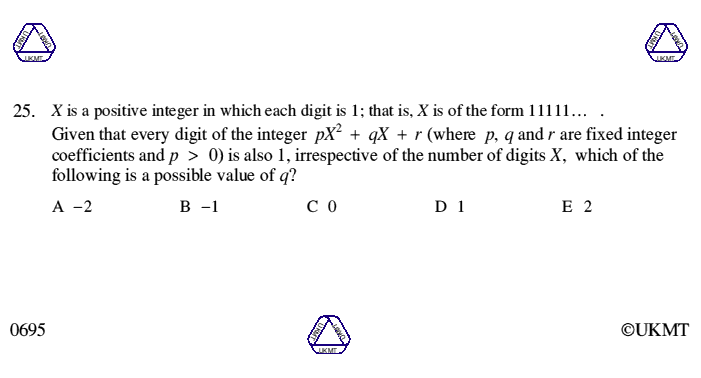 UKMT UKMT UKMT UKMT UKMT UKMT
25. X is a positive integer in which each digit is 1; that is, X is of the form 11111… .
Given that every digit of the integer pX² + qX + r (where p, q and r are fixed integer
coefficients and p > 0) is also 1, irrespective of the number of digits X, which of the
following is a possible value of q?
A −2 B −1 C 0 D 1 E 2
0695 UKMT UKMT UKMT ©UKMT